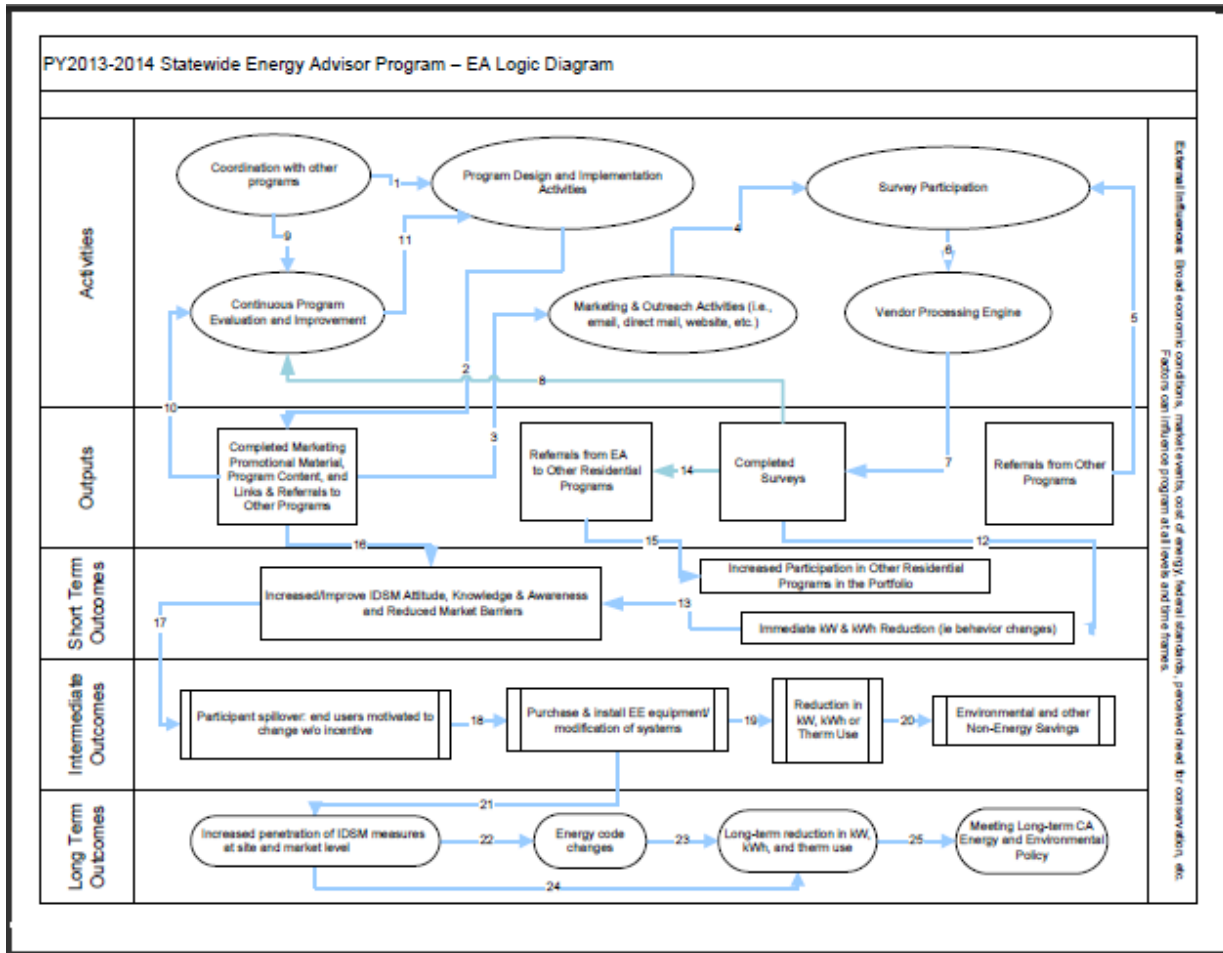 PY2013-2014 Statewide Energy Advisor Program – EA Logic Diagram
Activities
Coordination with other
programs
1
Program Design and Implementation
Activities
Survey Participation
9
11
4
6
Continuous Program
Evaluation and Improvement
Marketing & Outreach Activities (i.e.,
email, direct mail, website, etc.)
Vendor Processing Engine
5
2
8
10
3
7
Outputs
Completed Marketing
Promotional Material,
Program Content, and
Links & Referrals to
Other Programs
Referrals from EA
to Other Residential
Programs
14
Completed
Surveys
Referrals from Other
Programs
16
15
12
Short Term
Outcomes
Increased/Improve IDSM Attitude, Knowledge & Awareness
and Reduced Market Barriers
Increased Participation in Other Residential
Programs in the Portfolio
13
Immediate kW & kWh Reduction (ie behavior changes)
17
Intermediate
Outcomes
Participant spillover: end users motivated to
change w/o incentive
18
Purchase & install EE equipment/
modification of systems
19
Reduction in
kW, kWh or
Therm Use
20
Environmental and other
Non-Energy Savings
21
Long Term
Outcomes
Increased penetration of IDSM measures
at site and market level
22
Energy code
changes
23
Long-term reduction in kW,
kWh, and therm use
25
Meeting Long-term CA
Energy and Environmental
Policy
24
External Influences: Broad economic conditions, market events, cost of energy, federal standards, perceived need for conservation, etc.
Factors can influence program at all levels and time frames.